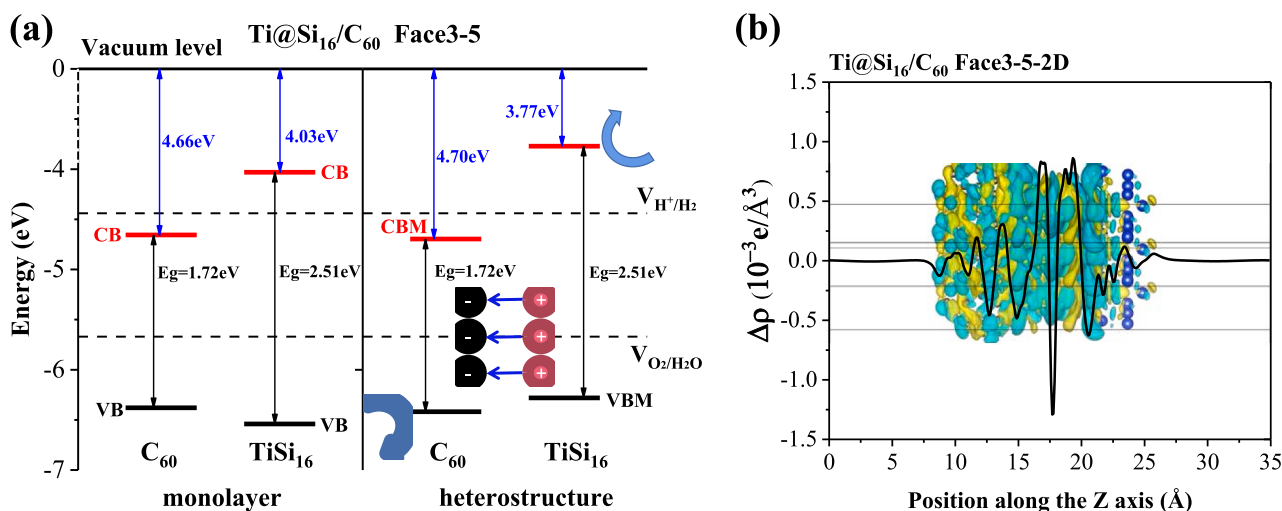 (a)
Ti@Si₁₆/C₆₀ Face3-5
Vacuum level
0
-4
-5
-6
-7
Energy (eV)
4.66eV
4.03eV
4.70eV
3.77eV
CB
CB
CBM
V_H⁺/H₂
Eg=1.72eV
Eg=2.51eV
Eg=1.72eV
Eg=2.51eV
- +
- +
- +
V_O₂/H₂O
VB
VB
VBM
C₆₀
TiSi₁₆
C₆₀
TiSi₁₆
monolayer
heterostructure
(b)
Ti@Si₁₆/C₆₀ Face3-5-2D
1.5
1.0
0.5
0.0
-0.5
-1.0
-1.5
Δρ (10⁻³e/Å³)
0 5 10 15 20 25 30 35
Position along the Z axis (Å)